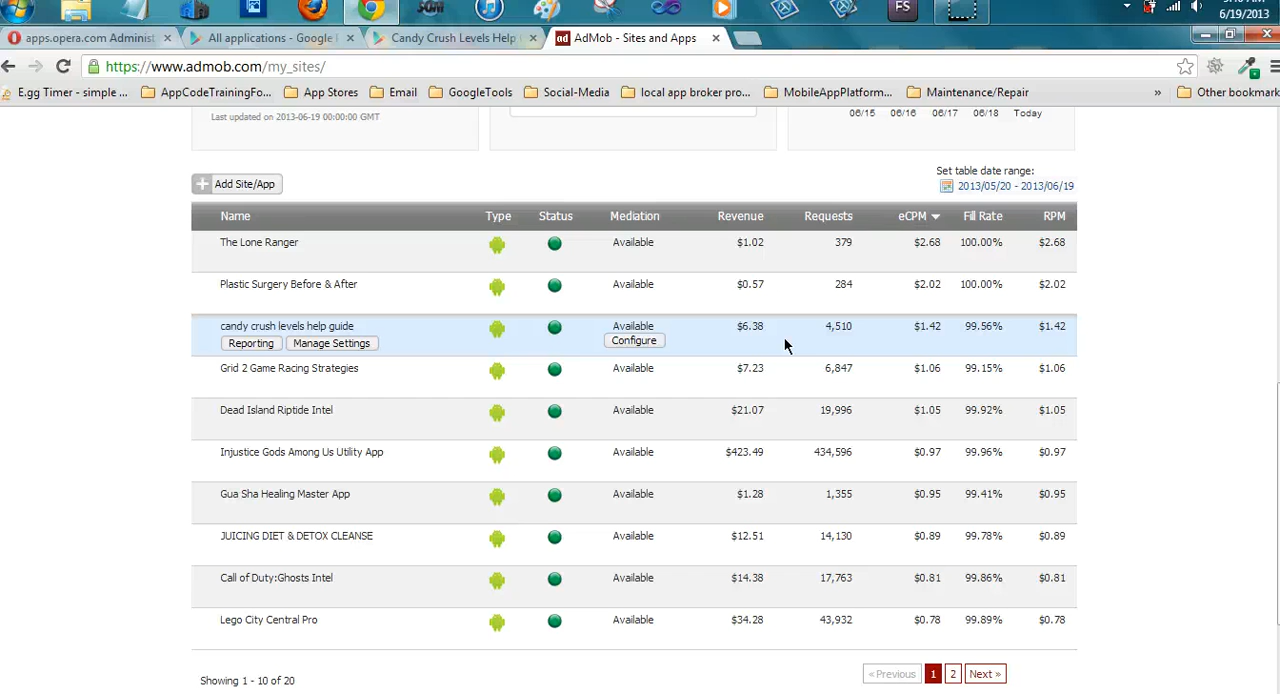 SCM
FS
6/19/2013
apps.opera.com Administ × All applications - Google × Candy Crush Levels Help × ad AdMob - Sites and Apps ×
https://www.admob.com/my_sites/
E.gg Timer - simple ... AppCodeTrainingFo... App Stores Email GoogleTools Social-Media local app broker pro... MobileAppPlatform... Maintenance/Repair » Other bookmark
Last updated on 2013-06-19 00:00:00 GMT 06/15 06/16 06/17 06/18 Today
Set table date range:
+ Add Site/App 2013/05/20 - 2013/06/19
Name Type Status Mediation Revenue Requests eCPM Fill Rate RPM
The Lone Ranger Available $1.02 379 $2.68 100.00% $2.68
Plastic Surgery Before & After Available $0.57 284 $2.02 100.00% $2.02
candy crush levels help guide Available $6.38 4,510 $1.42 99.56% $1.42
Reporting Manage Settings Configure
Grid 2 Game Racing Strategies Available $7.23 6,847 $1.06 99.15% $1.06
Dead Island Riptide Intel Available $21.07 19,996 $1.05 99.92% $1.05
Injustice Gods Among Us Utility App Available $423.49 434,596 $0.97 99.96% $0.97
Gua Sha Healing Master App Available $1.28 1,355 $0.95 99.41% $0.95
JUICING DIET & DETOX CLEANSE Available $12.51 14,130 $0.89 99.78% $0.89
Call of Duty:Ghosts Intel Available $14.38 17,763 $0.81 99.86% $0.81
Lego City Central Pro Available $34.28 43,932 $0.78 99.89% $0.78
Showing 1 - 10 of 20 « Previous 1 2 Next »